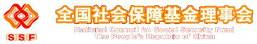 全国社会保障基金理事会
National Council for Social Security Fund
The People's Republic of China
SSF